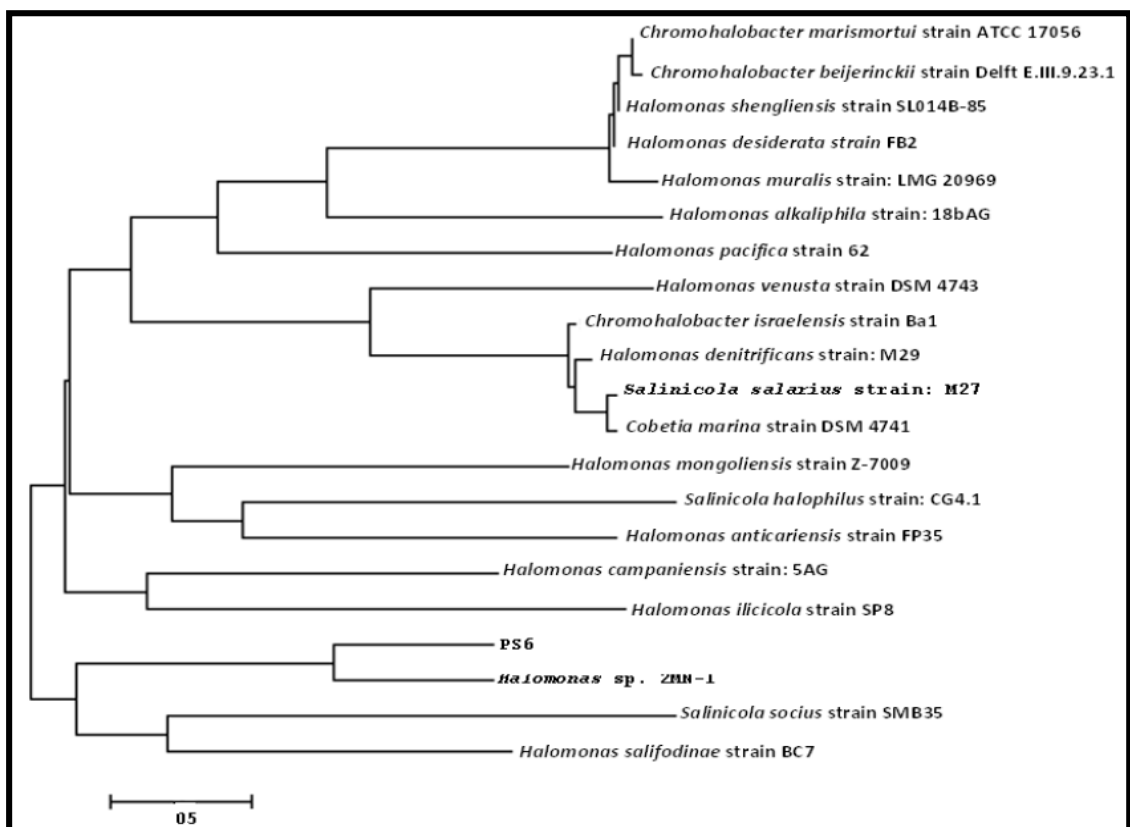 Chromohalobacter marismortui strain ATCC 17056
Chromohalobacter beijerinckii strain Delft E.III.9.23.1
Halomonas shengliensis strain SL014B-85
Halomonas desiderata strain FB2
Halomonas muralis strain: LMG 20969
Halomonas alkaliphila strain: 18bAG
Halomonas pacifica strain 62
Halomonas venusta strain DSM 4743
Chromohalobacter israelensis strain Ba1
Halomonas denitrificans strain: M29
Salinicola salarius strain: M27
Cobetia marina strain DSM 4741
Halomonas mongoliensis strain Z-7009
Salinicola halophilus strain: CG4.1
Halomonas anticariensis strain FP35
Halomonas campaniensis strain: 5AG
Halomonas ilicicola strain SP8
PS6
Halomonas sp. ZMN-1
Salinicola socius strain SMB35
Halomonas salifodinae strain BC7
05